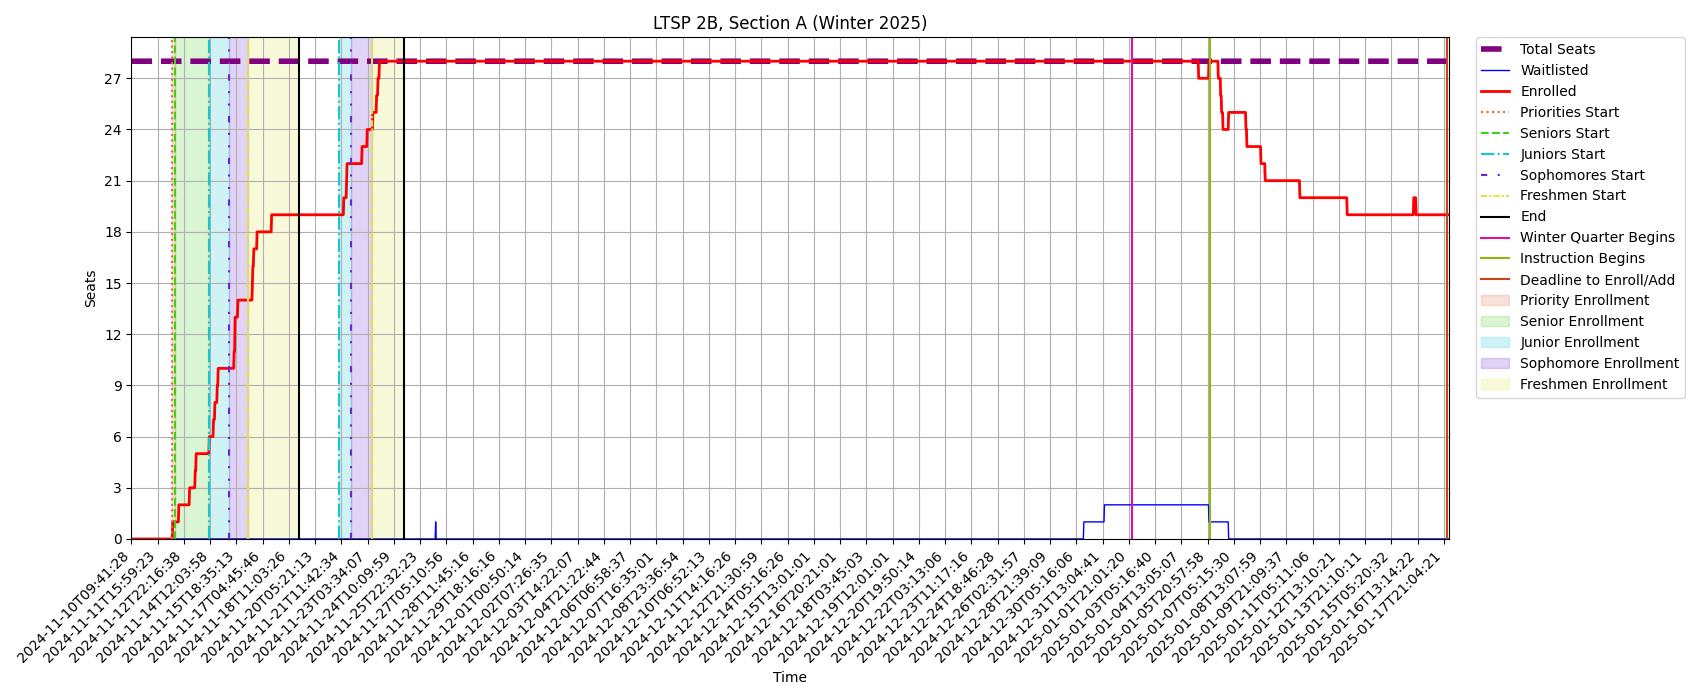 LTSP 2B, Section A (Winter 2025)
Seats
27
24
21
18
15
12
9
6
3
0
2024-11-10T09:41:28
2024-11-11T15:59:23
2024-11-12T22:16:38
2024-11-14T12:03:58
2024-11-15T18:35:13
2024-11-17T04:45:46
2024-11-18T11:03:26
2024-11-20T05:21:13
2024-11-21T11:42:34
2024-11-23T03:34:07
2024-11-24T10:09:59
2024-11-25T22:32:23
2024-11-27T05:10:56
2024-11-28T11:45:16
2024-11-29T18:16:16
2024-12-01T00:50:14
2024-12-02T07:26:35
2024-12-03T14:22:07
2024-12-04T21:22:44
2024-12-06T06:58:37
2024-12-07T16:35:01
2024-12-08T23:36:54
2024-12-10T06:52:13
2024-12-11T14:16:26
2024-12-12T21:30:59
2024-12-14T05:16:26
2024-12-15T13:01:01
2024-12-16T20:21:01
2024-12-18T03:45:03
2024-12-19T12:01:01
2024-12-20T19:50:14
2024-12-22T03:13:06
2024-12-23T11:17:16
2024-12-24T18:46:28
2024-12-26T02:31:57
2024-12-28T21:39:09
2024-12-30T05:16:06
2024-12-31T13:04:41
2025-01-01T21:01:20
2025-01-03T05:16:40
2025-01-04T13:05:07
2025-01-05T20:57:58
2025-01-07T05:15:30
2025-01-08T13:07:59
2025-01-09T21:09:37
2025-01-11T05:11:06
2025-01-12T13:10:21
2025-01-13T21:10:11
2025-01-15T05:20:32
2025-01-16T13:14:22
2025-01-17T21:04:21
Time
Total Seats
Waitlisted
Enrolled
Priorities Start
Seniors Start
Juniors Start
Sophomores Start
Freshmen Start
End
Winter Quarter Begins
Instruction Begins
Deadline to Enroll/Add
Priority Enrollment
Senior Enrollment
Junior Enrollment
Sophomore Enrollment
Freshmen Enrollment